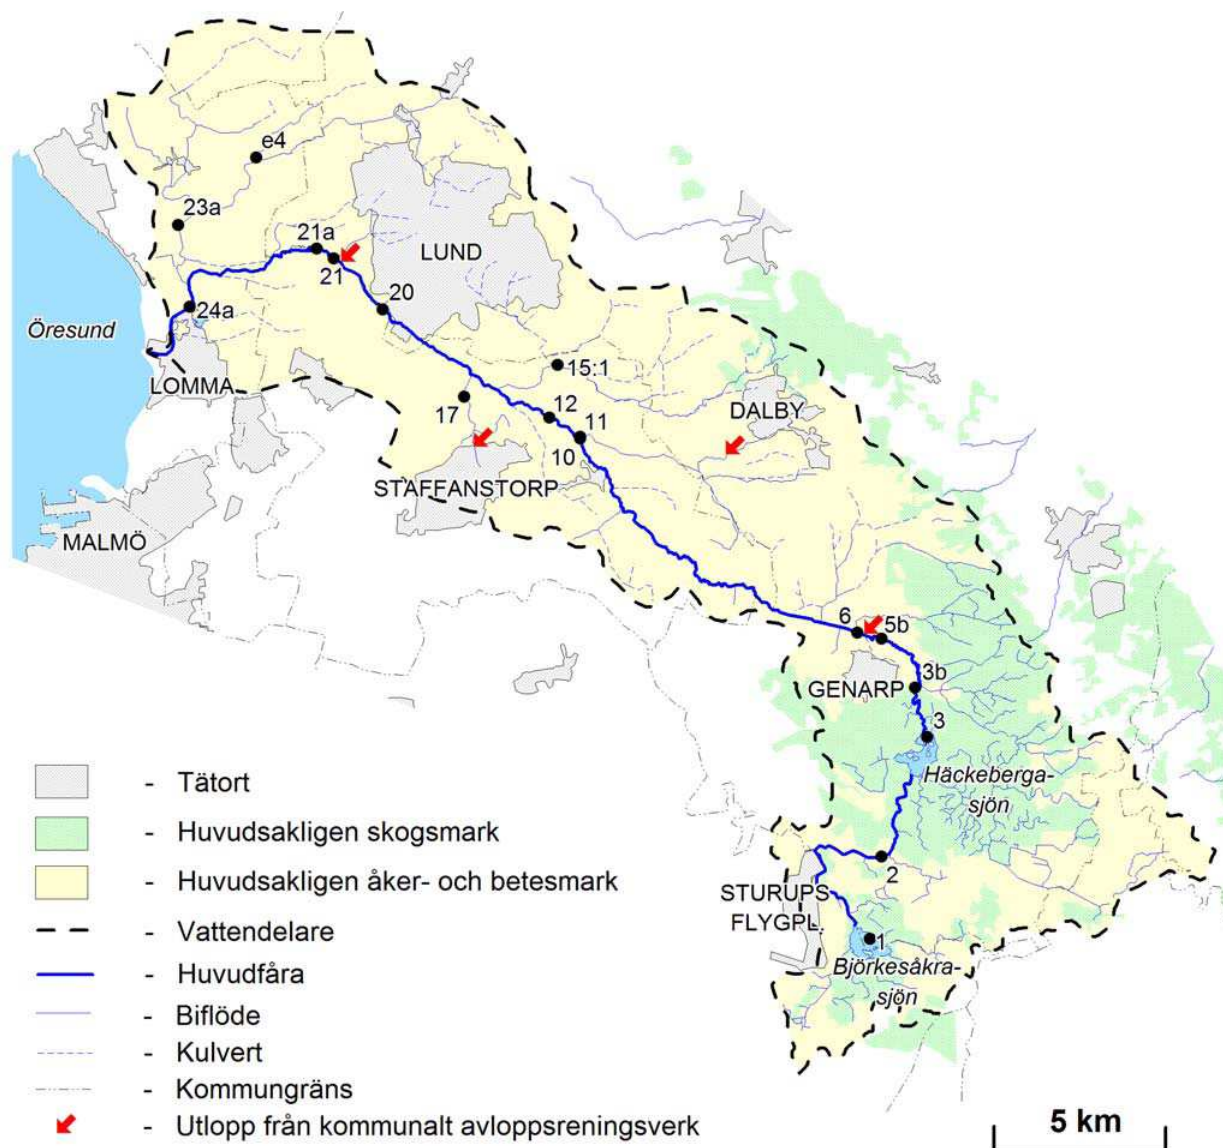 e4
23a
21a
21
LUND
20
24a
Öresund
LOMMA
15:1
17
12
11
10
DALBY
STAFFANSTORP
MALMÖ
6
5b
3b
GENARP
3
Häckeberga-
sjön
2
STURUPS
FLYGPL.
1
Björkesåkra-
sjön
- Tätort
- Huvudsakligen skogsmark
- Huvudsakligen åker- och betesmark
- Vattendelare
- Huvudfåra
- Biflöde
- Kulvert
- Kommungräns
- Utlopp från kommunalt avloppsreningsverk
5 km